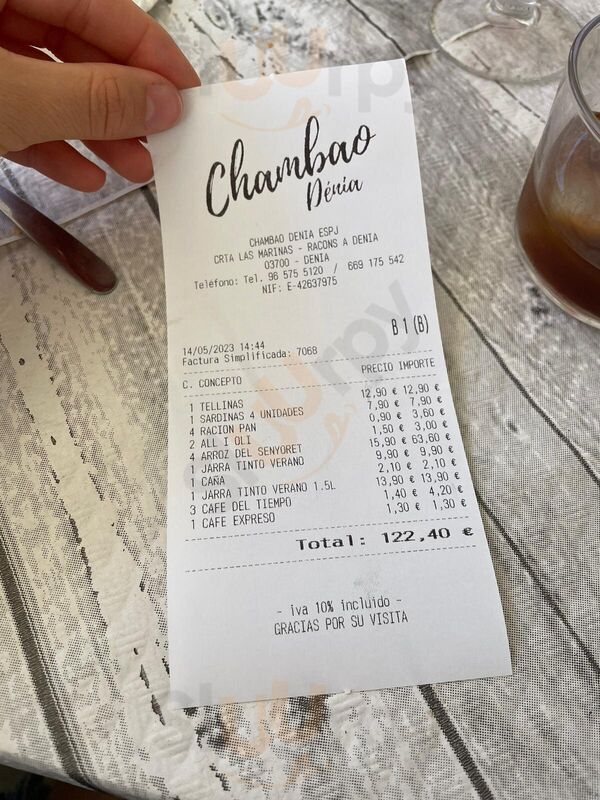 Chambao
Dénia
CHAMBAO DENIA ESPJ
CRTA LAS MARINAS - RACONS A DENIA
03700 - DENIA
Teléfono: Tel. 96 575 5120 / 669 175 542
NIF: E-42637975
B 1 (B)
14/05/2023 14:44
Factura Simplificada: 7068
C. CONCEPTO PRECIO IMPORTE
1 TELLINAS 12,90 € 12,90 €
1 SARDINAS 4 UNIDADES 7,90 € 7,90 €
4 RACION PAN 0,90 € 3,60 €
2 ALL I OLI 1,50 € 3,00 €
4 ARROZ DEL SENYORET 15,90 € 63,60 €
1 JARRA TINTO VERANO 9,90 € 9,90 €
1 CAÑA 2,10 € 2,10 €
1 JARRA TINTO VERANO 1.5L 13,90 € 13,90 €
3 CAFE DEL TIEMPO 1,40 € 4,20 €
1 CAFE EXPRESO 1,30 € 1,30 €
Total: 122,40 €
- iva 10% incluido -
GRACIAS POR SU VISITA